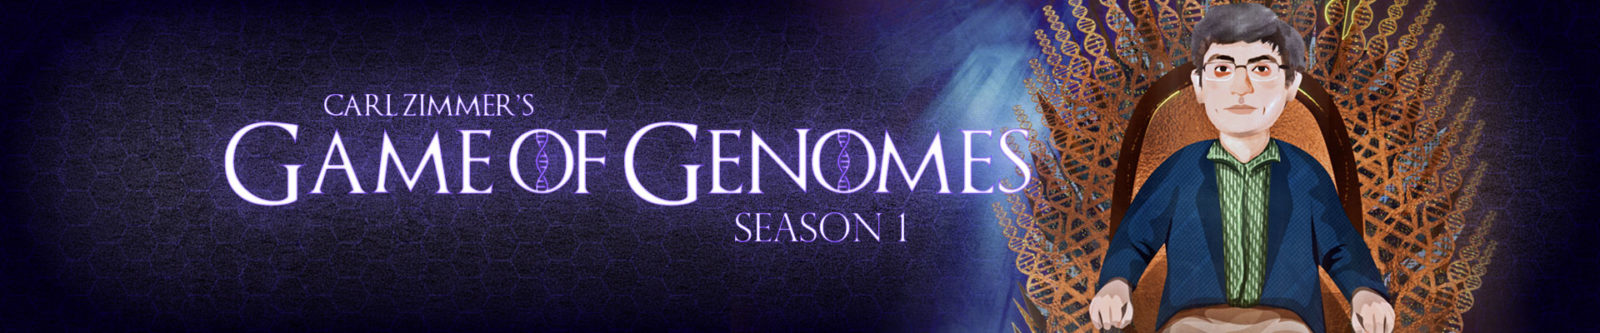 CARL ZIMMER'S
GAME OF GENOMES
SEASON 1